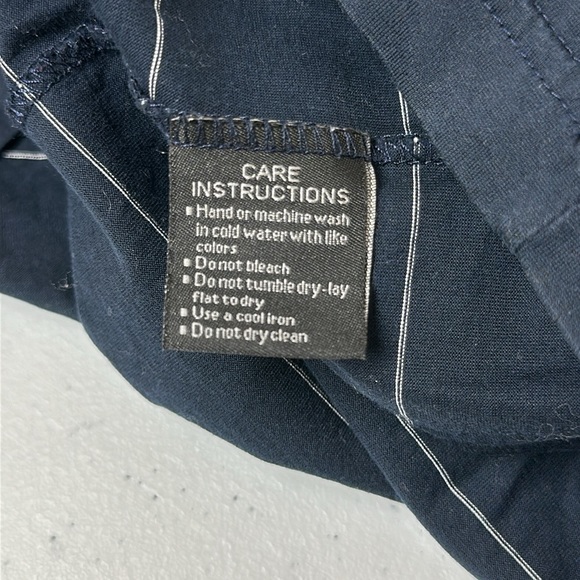 CARE
INSTRUCTIONS
▪ Hand or machine wash
in cold water with like
colors
▪ Do not bleach
▪ Do not tumble dry-lay
flat to dry
▪ Use a cool iron
▪ Do not dry clean